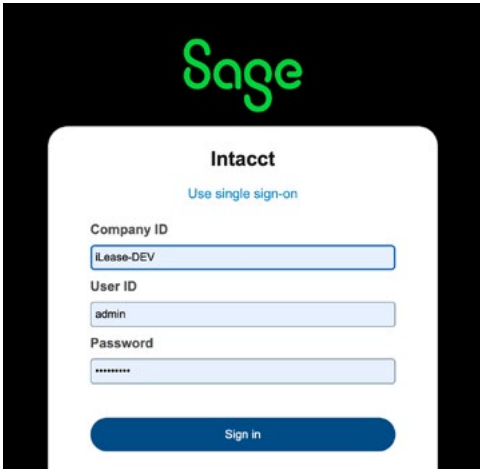 Sage
Intacct
Use single sign-on
Company ID
iLease-DEV
User ID
admin
Password
•••••••••
Sign in